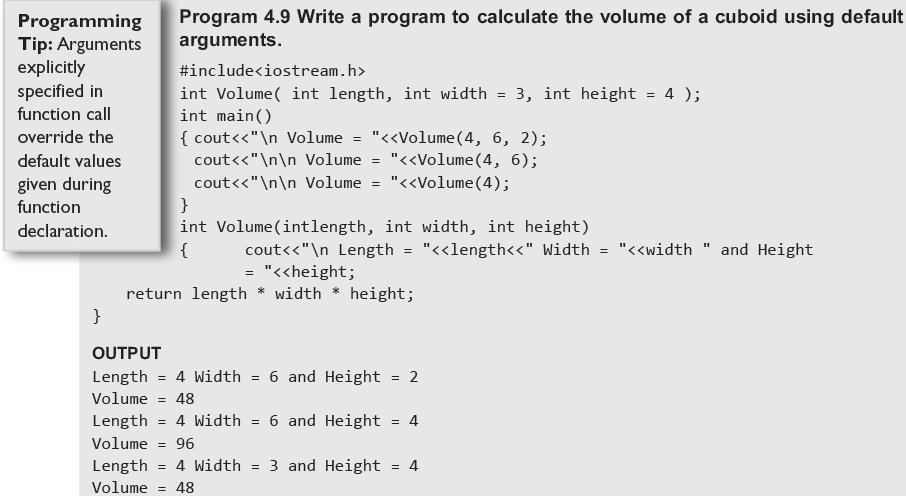 Programming
Tip: Arguments
explicitly
specified in
function call
override the
default values
given during
function
declaration.
Program 4.9 Write a program to calculate the volume of a cuboid using default
arguments.
#include<iostream.h>
int Volume( int length, int width = 3, int height = 4 );
int main()
{ cout<<"\n Volume = "<<Volume(4, 6, 2);
cout<<"\n\n Volume = "<<Volume(4, 6);
cout<<"\n\n Volume = "<<Volume(4);
}
int Volume(intlength, int width, int height)
{ cout<<"\n Length = "<<length<<" Width = "<<width " and Height
= "<<height;
return length * width * height;
}
OUTPUT
Length = 4 Width = 6 and Height = 2
Volume = 48
Length = 4 Width = 6 and Height = 4
Volume = 96
Length = 4 Width = 3 and Height = 4
Volume = 48